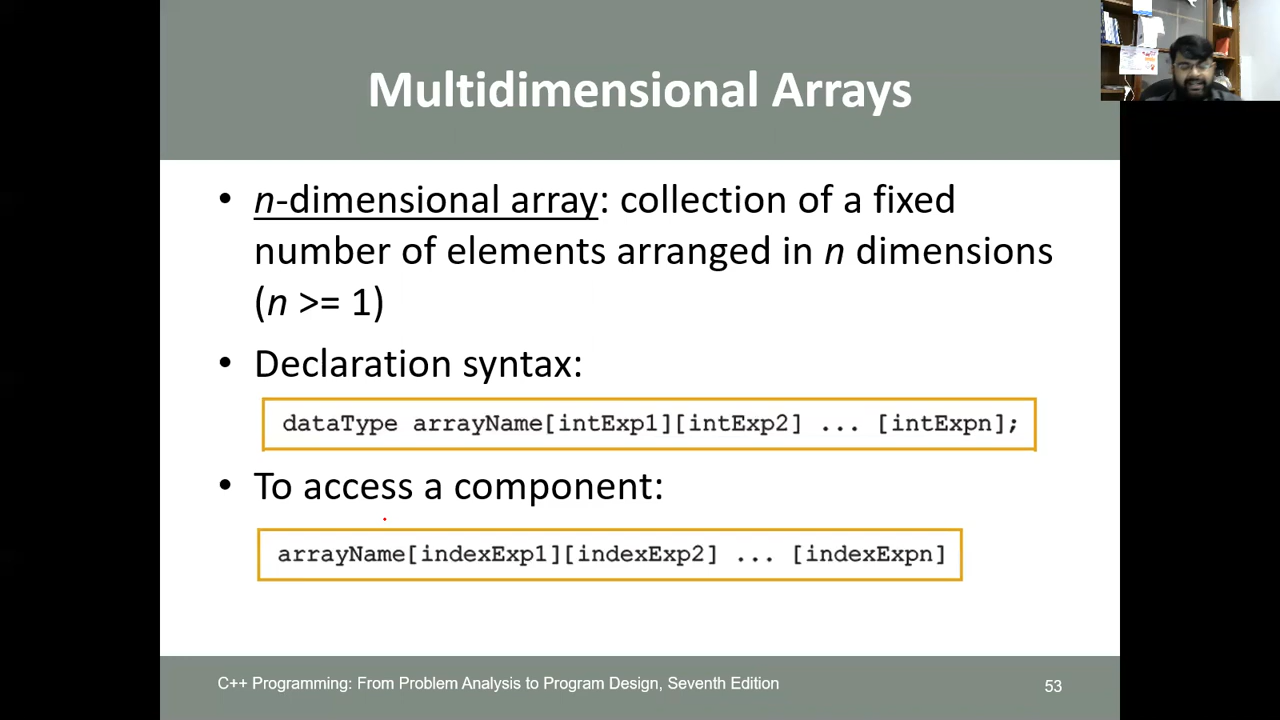 Multidimensional Arrays
• n-dimensional array: collection of a fixed
number of elements arranged in n dimensions
(n >= 1)
• Declaration syntax:
dataType arrayName[intExp1][intExp2] ... [intExpn];
• To access a component:
arrayName[indexExp1][indexExp2] ... [indexExpn]
C++ Programming: From Problem Analysis to Program Design, Seventh Edition
53